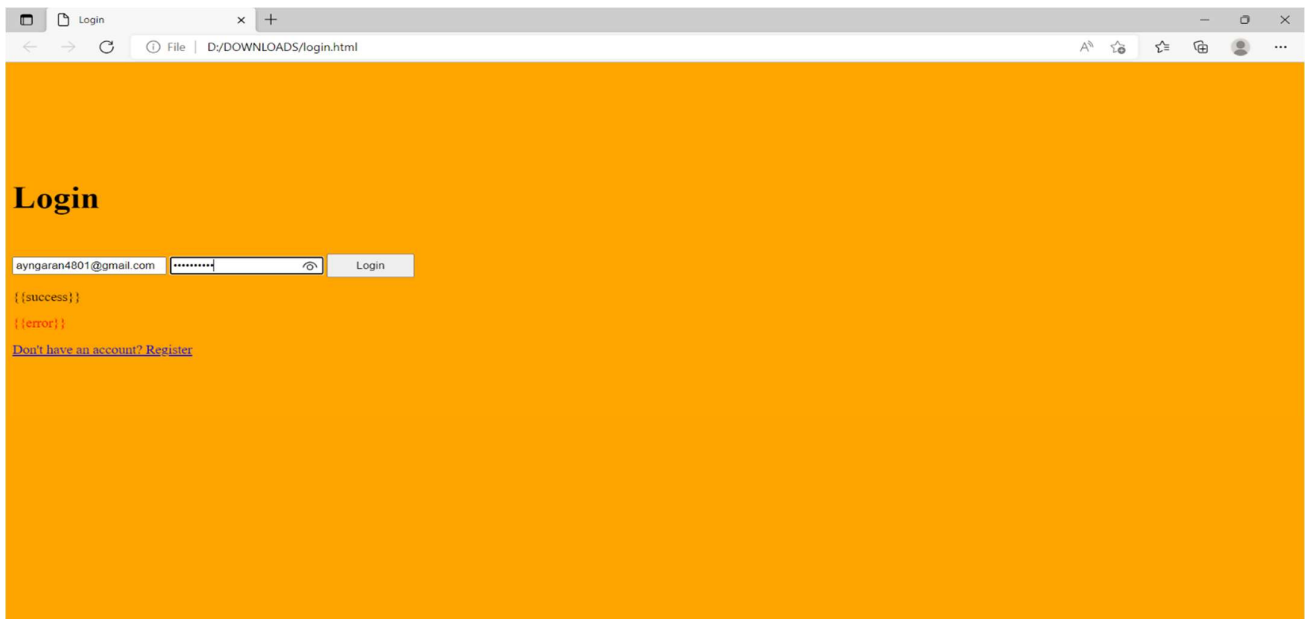 Login
File | D:/DOWNLOADS/login.html
Login
ayngaran4801@gmail.com •••••••••• Login
{{success}}
{{error}}
Don't have an account? Register